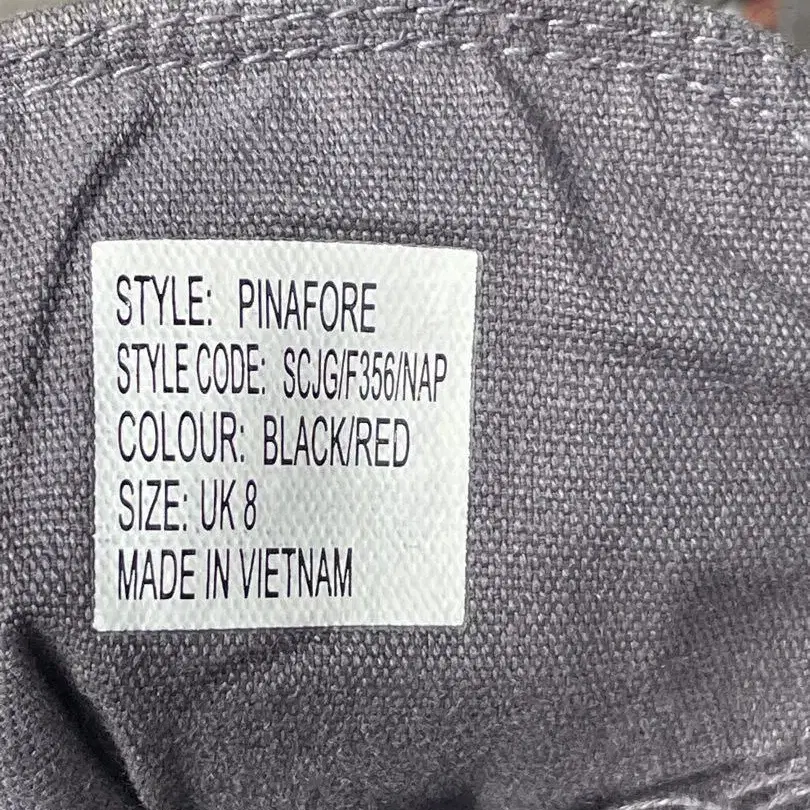 STYLE: PINAFORE
STYLE CODE: SCJG/F356/NAP
COLOUR: BLACK/RED
SIZE: UK 8
MADE IN VIETNAM